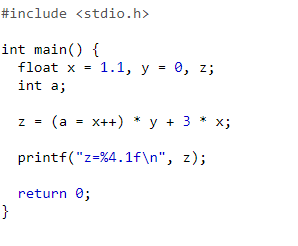 #include <stdio.h>

int main() {
  float x = 1.1, y = 0, z;
  int a;

  z = (a = x++) * y + 3 * x;

  printf("z=%4.1f\n", z);

  return 0;
}